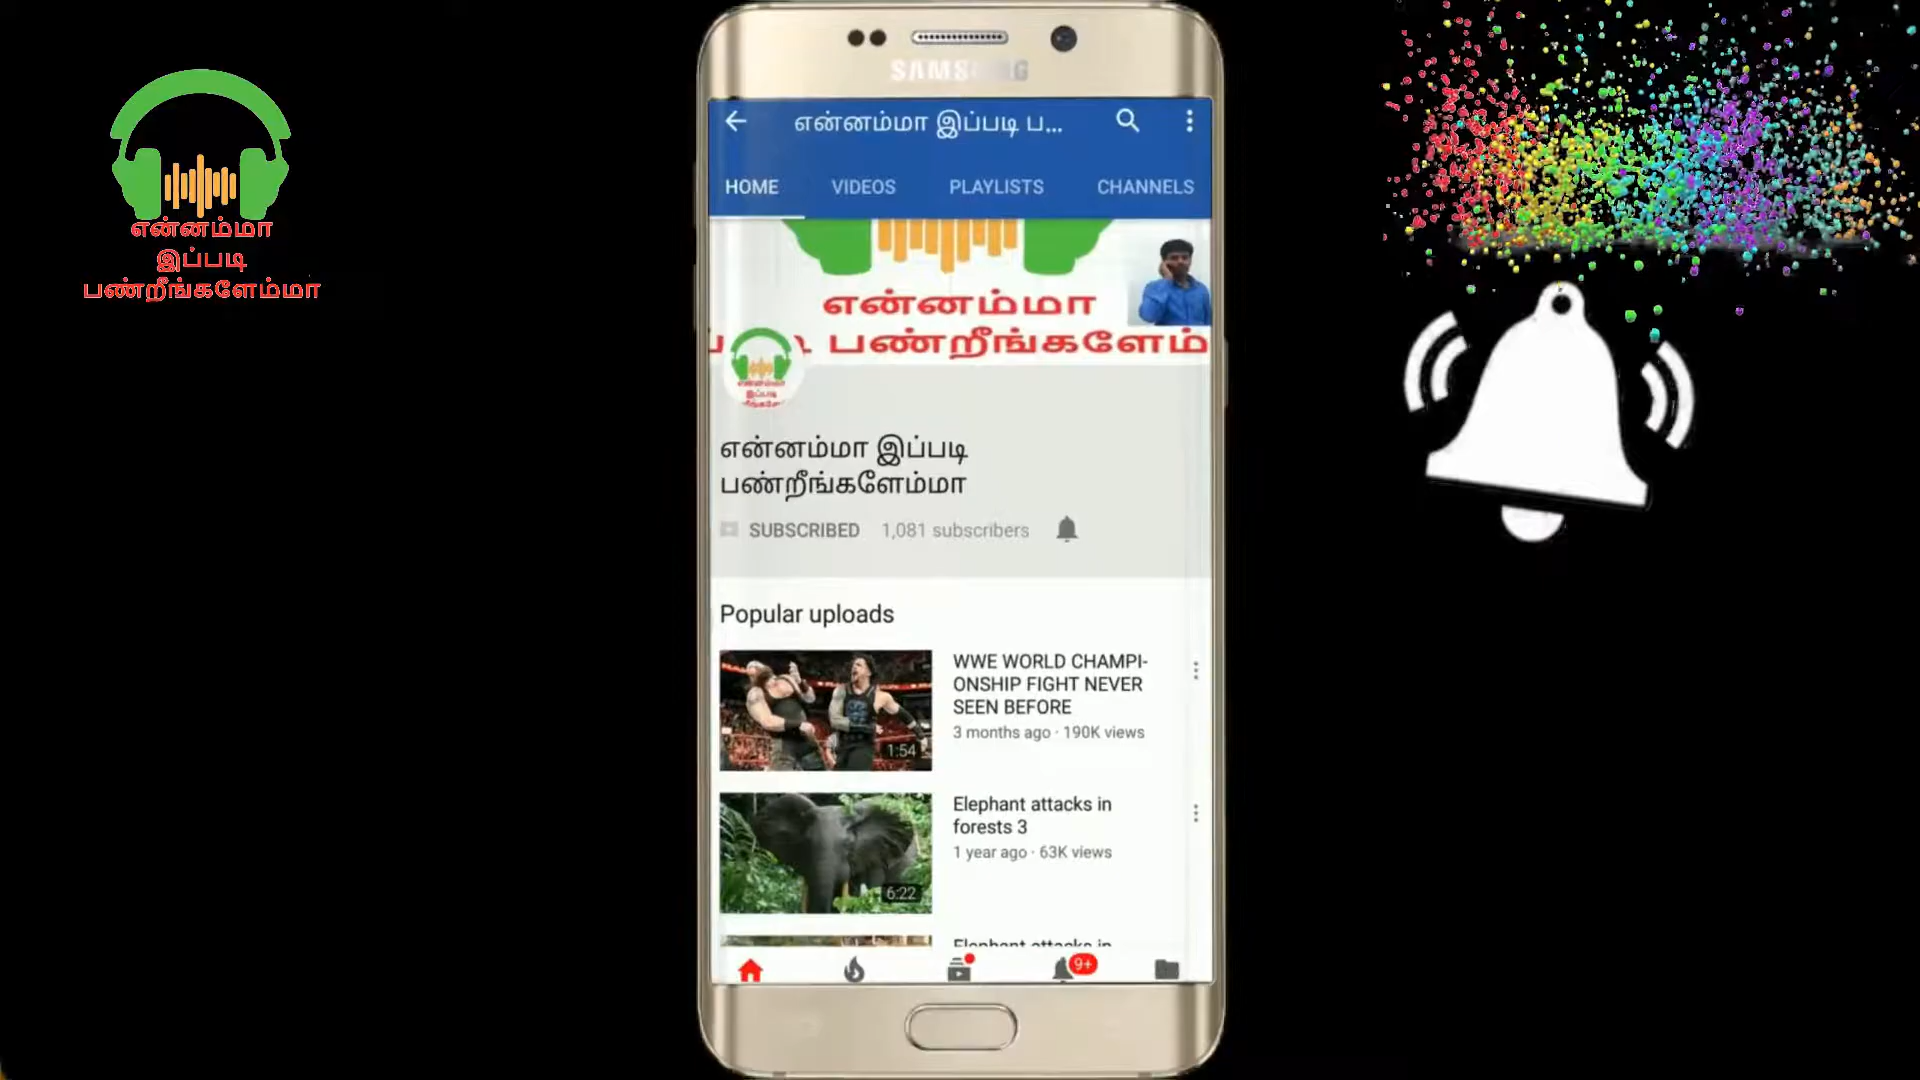 என்னம்மா
இப்படி
பண்றீங்களேம்மா
SAMSUNG
என்னம்மா இப்படி ப...
HOME VIDEOS PLAYLISTS CHANNELS
என்னம்மா
பண்றீங்களேம்
என்னம்மா இப்படி
பண்றீங்களேம்மா
SUBSCRIBED 1,081 subscribers
Popular uploads
WWE WORLD CHAMPI-
ONSHIP FIGHT NEVER
SEEN BEFORE
3 months ago · 190K views
1:54
Elephant attacks in
forests 3
1 year ago · 63K views
6:22
Elephant attacks in
9+